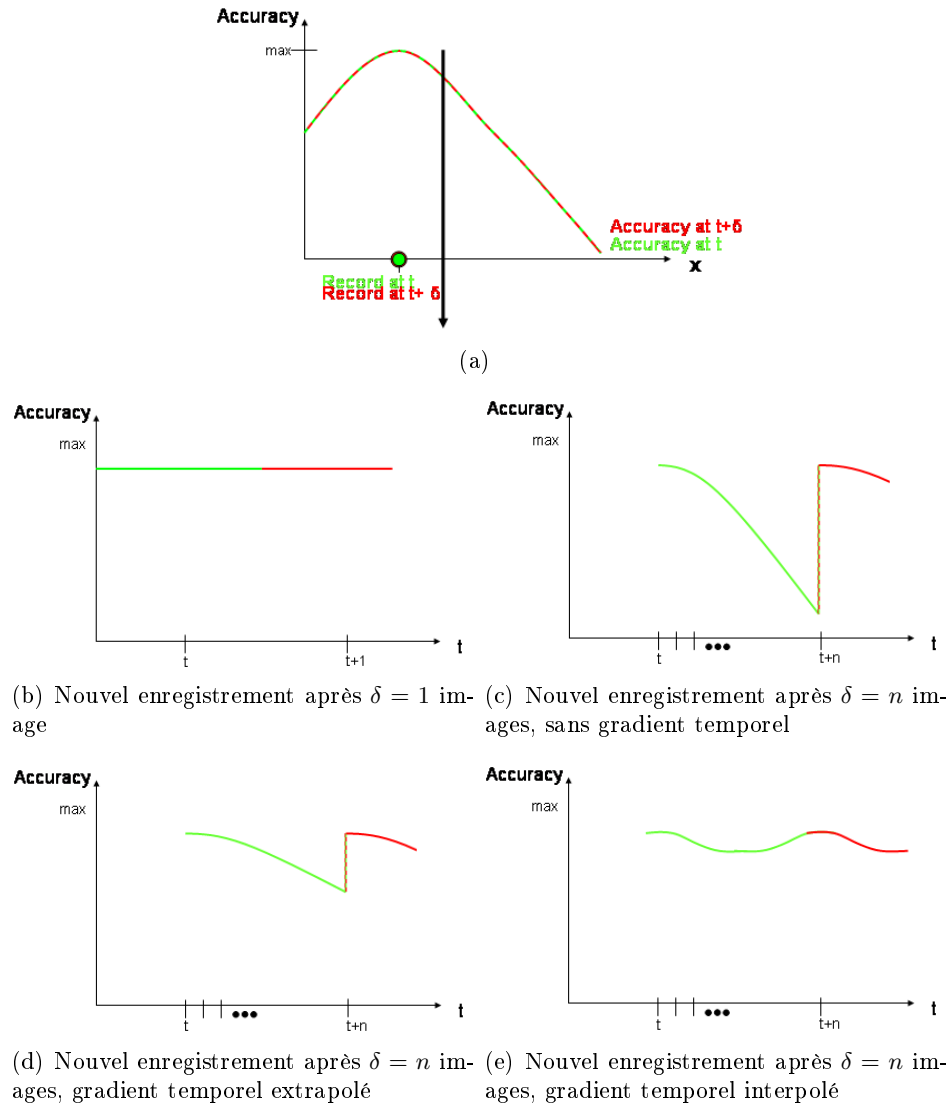 Accuracy
max
Accuracy at t+δ
Accuracy at t
x
Record at t
Record at t+ δ
(a)
Accuracy
max
t
t+1
t
(b) Nouvel enregistrement après δ = 1 im-
age
Accuracy
max
t
t+n
t
(c) Nouvel enregistrement après δ = n im-
ages, sans gradient temporel
Accuracy
max
t
t+n
t
(d) Nouvel enregistrement après δ = n im-
ages, gradient temporel extrapolé
Accuracy
max
t
t+n
t
(e) Nouvel enregistrement après δ = n im-
ages, gradient temporel interpolé